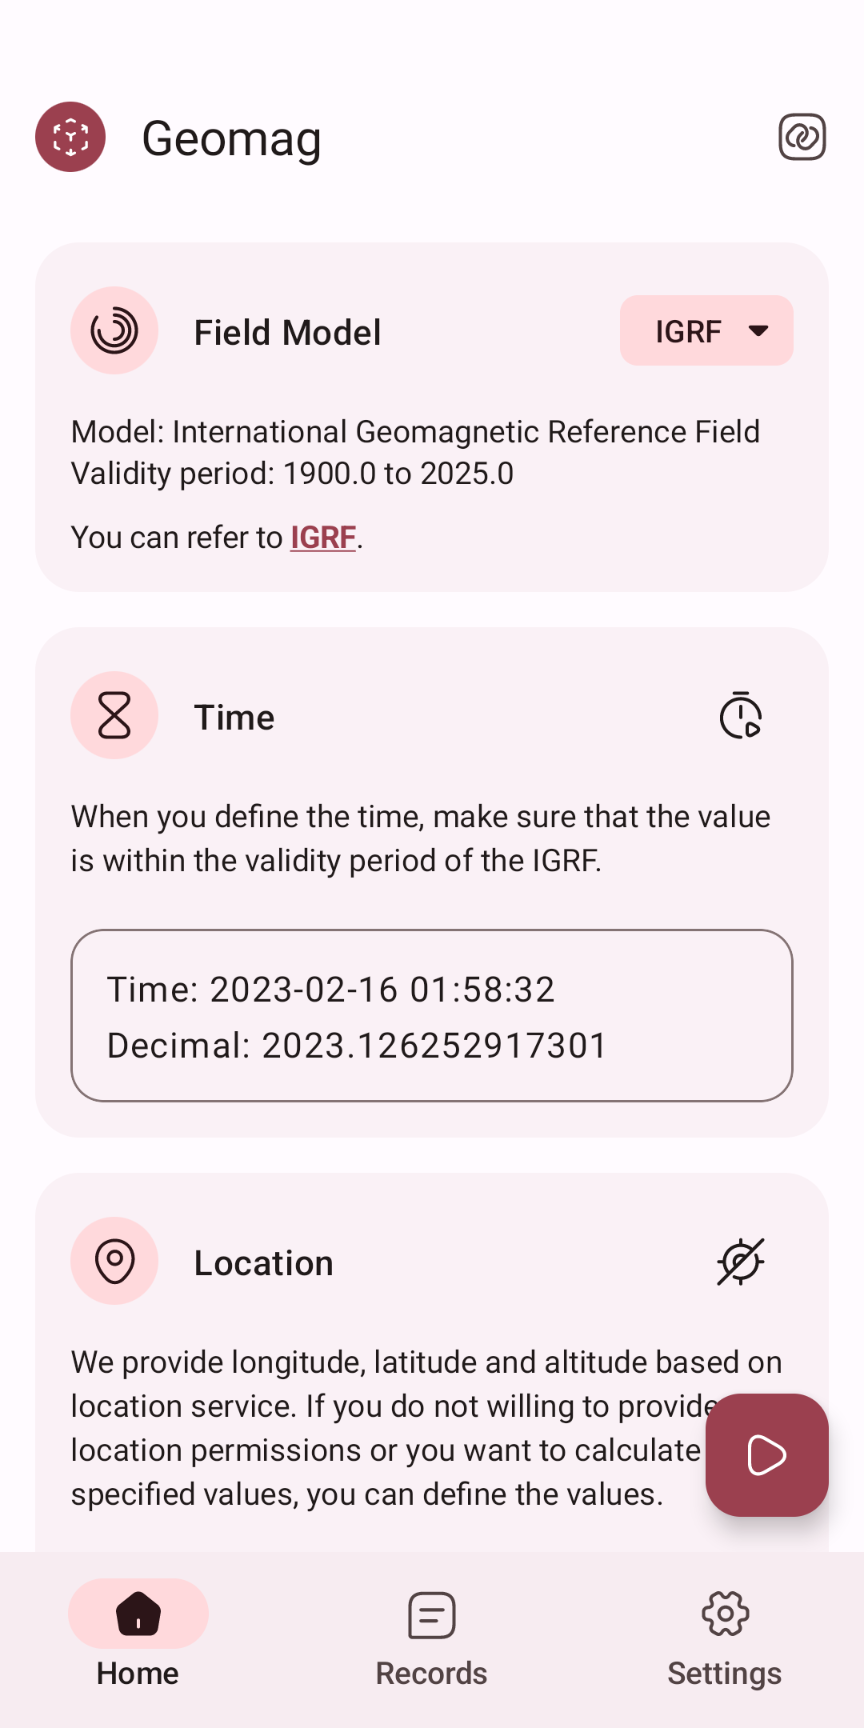 Geomag
Field Model
IGRF
Model: International Geomagnetic Reference Field
Validity period: 1900.0 to 2025.0
You can refer to IGRF.
Time
When you define the time, make sure that the value
is within the validity period of the IGRF.
Time: 2023-02-16 01:58:32
Decimal: 2023.126252917301
Location
We provide longitude, latitude and altitude based on
location service. If you do not willing to provide
location permissions or you want to calculate
specified values, you can define the values.
Home
Records
Settings